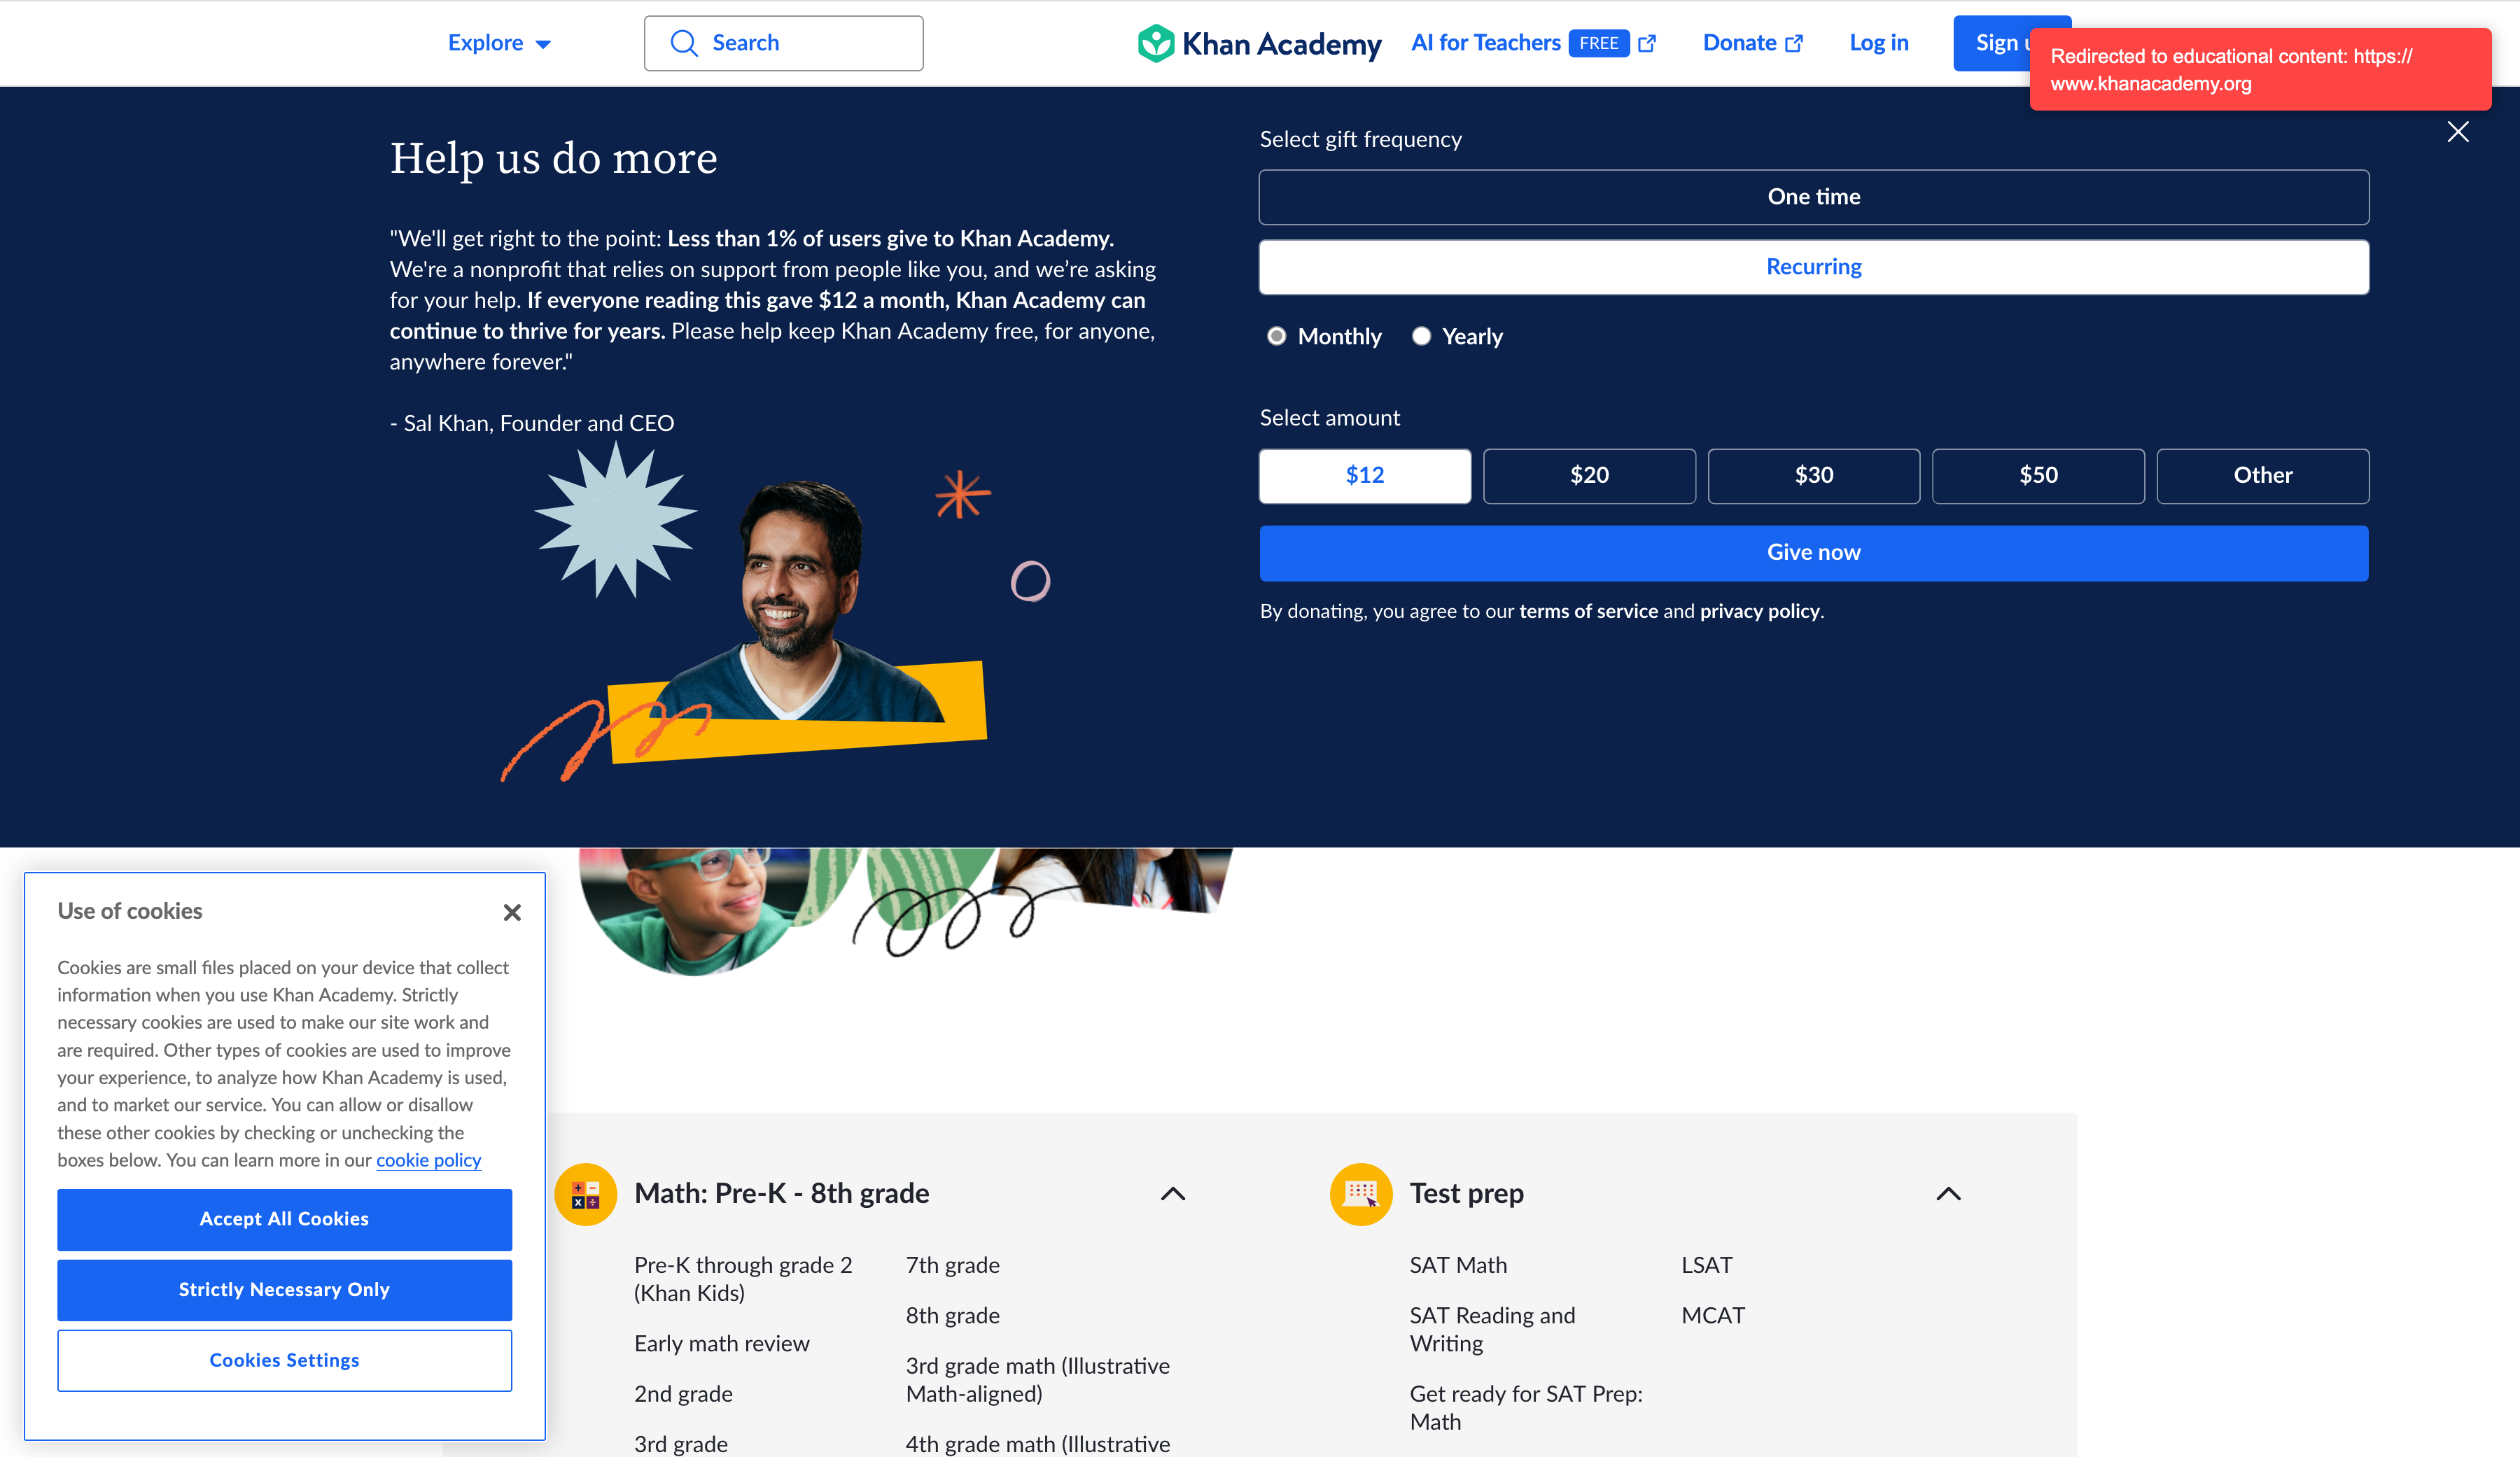 Explore
Search
Khan Academy
AI for Teachers FREE
Donate
Log in
Sign
Redirected to educational content: https://
www.khanacademy.org
Help us do more
"We'll get right to the point: Less than 1% of users give to Khan Academy.
We're a nonprofit that relies on support from people like you, and we’re asking
for your help. If everyone reading this gave $12 a month, Khan Academy can
continue to thrive for years. Please help keep Khan Academy free, for anyone,
anywhere forever."
- Sal Khan, Founder and CEO
Select gift frequency
One time
Recurring
Monthly
Yearly
Select amount
$12
$20
$30
$50
Other
Give now
By donating, you agree to our terms of service and privacy policy.
Use of cookies
Cookies are small files placed on your device that collect
information when you use Khan Academy. Strictly
necessary cookies are used to make our site work and
are required. Other types of cookies are used to improve
your experience, to analyze how Khan Academy is used,
and to market our service. You can allow or disallow
these other cookies by checking or unchecking the
boxes below. You can learn more in our cookie policy
Accept All Cookies
Strictly Necessary Only
Cookies Settings
Math: Pre-K - 8th grade
Pre-K through grade 2
(Khan Kids)
Early math review
2nd grade
3rd grade
7th grade
8th grade
3rd grade math (Illustrative
Math-aligned)
4th grade math (Illustrative
Test prep
SAT Math
SAT Reading and
Writing
Get ready for SAT Prep:
Math
LSAT
MCAT